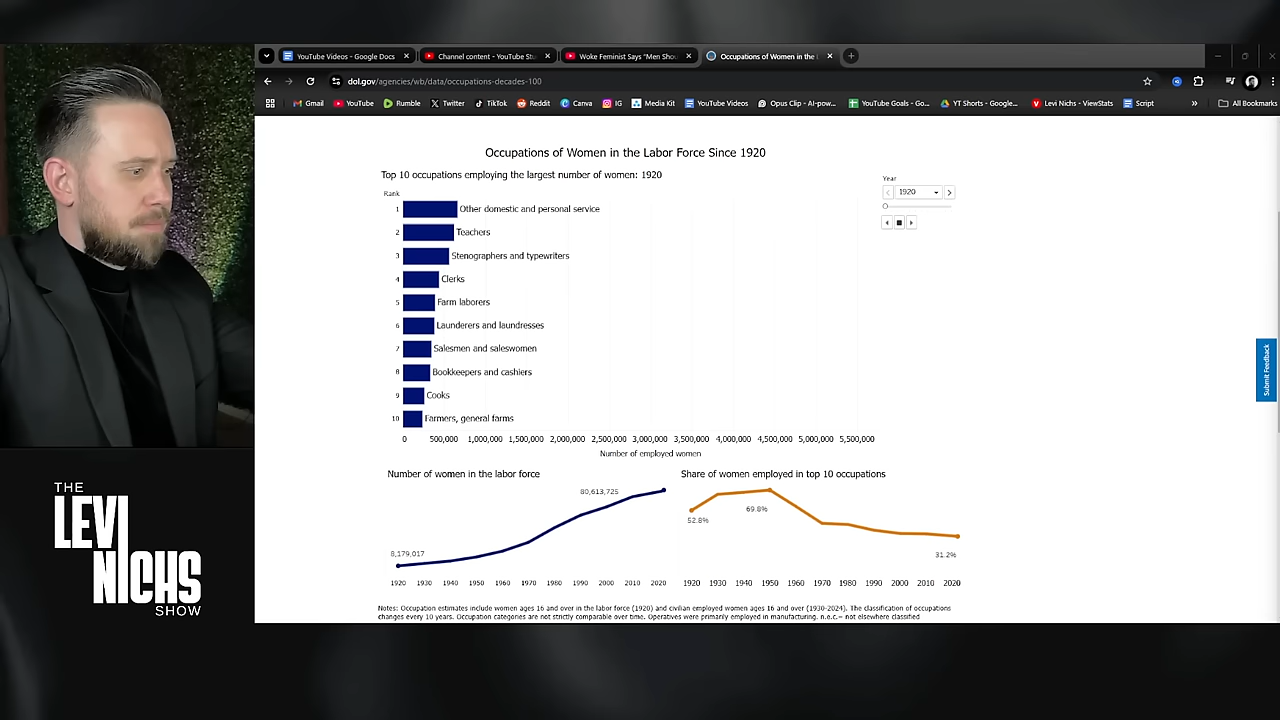 YouTube Videos - Google Docs
Channel content - YouTube St
Woke Feminist Says "Men Shou
Occupations of Women in the
dol.gov/agencies/wb/data/occupations-decades-100
Gmail YouTube Rumble Twitter TikTok Reddit Canva IG Media Kit YouTube Videos Opus Clip - AI-pow... YouTube Goals - Go... YT Shorts - Google... Levi Nichs - ViewStats Script » All Bookmarks
Occupations of Women in the Labor Force Since 1920
Top 10 occupations employing the largest number of women: 1920
Year
1920
Rank
1 Other domestic and personal service
2 Teachers
3 Stenographers and typewriters
4 Clerks
5 Farm laborers
6 Launderers and laundresses
7 Salesmen and saleswomen
8 Bookkeepers and cashiers
9 Cooks
10 Farmers, general farms
0 500,000 1,000,000 1,500,000 2,000,000 2,500,000 3,000,000 3,500,000 4,000,000 4,500,000 5,000,000 5,500,000
Number of employed women
Submit Feedback
Number of women in the labor force
80,613,725
8,179,017
1920 1930 1940 1950 1960 1970 1980 1990 2000 2010 2020
Share of women employed in top 10 occupations
52.8%
69.8%
31.2%
1920 1930 1940 1950 1960 1970 1980 1990 2000 2010 2020
Notes: Occupation estimates include women ages 16 and over in the labor force (1920) and civilian employed women ages 16 and over (1930-2024). The classification of occupations
changes every 10 years. Occupation categories are not strictly comparable over time. Operatives were primarily employed in manufacturing. n.e.c.= not elsewhere classified
THE
LEVI
NICHS
SHOW